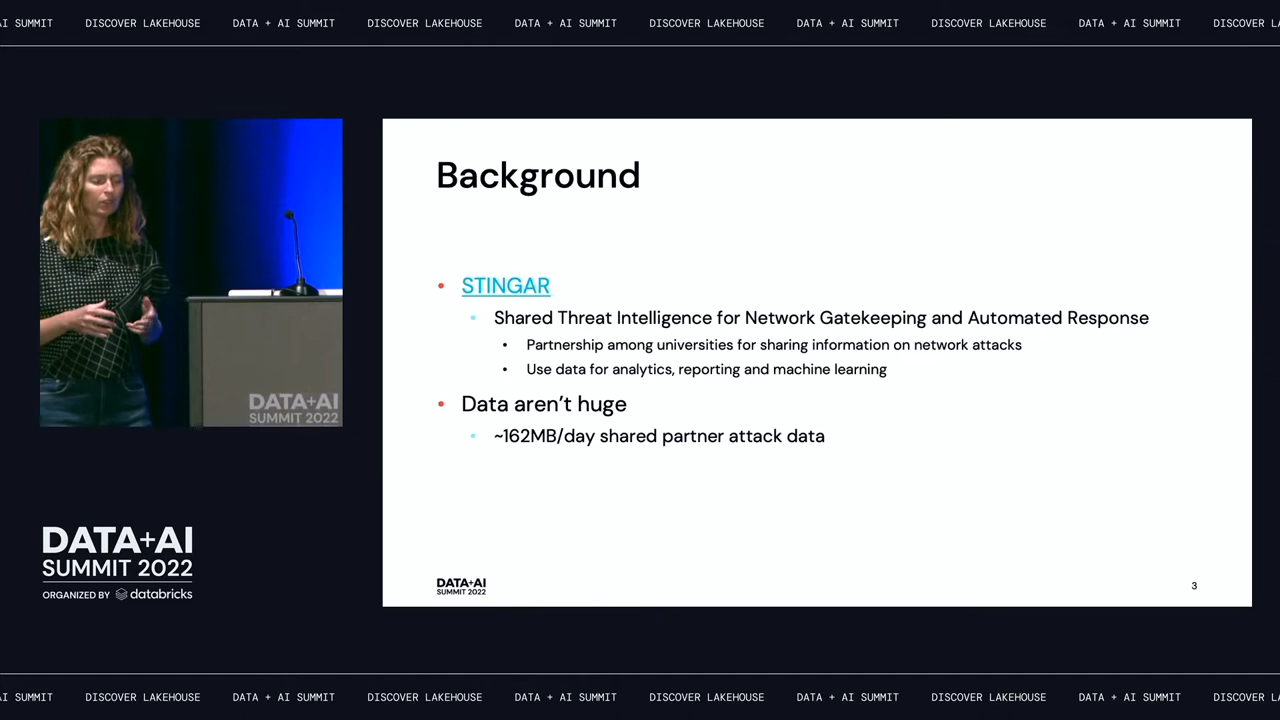 AI SUMMIT DISCOVER LAKEHOUSE DATA + AI SUMMIT DISCOVER LAKEHOUSE DATA + AI SUMMIT DISCOVER LAKEHOUSE DATA + AI SUMMIT DISCOVER LAKEHOUSE DATA + AI SUMMIT DISCOVER
Background
• STINGAR
• Shared Threat Intelligence for Network Gatekeeping and Automated Response
• Partnership among universities for sharing information on network attacks
• Use data for analytics, reporting and machine learning
• Data aren't huge
• ~162MB/day shared partner attack data
DATA+AI
SUMMIT 2022
3
DATA+AI
SUMMIT 2022
DATA+AI
SUMMIT 2022
ORGANIZED BY databricks
AI SUMMIT DISCOVER LAKEHOUSE DATA + AI SUMMIT DISCOVER LAKEHOUSE DATA + AI SUMMIT DISCOVER LAKEHOUSE DATA + AI SUMMIT DISCOVER LAKEHOUSE DATA + AI SUMMIT DISCOVER